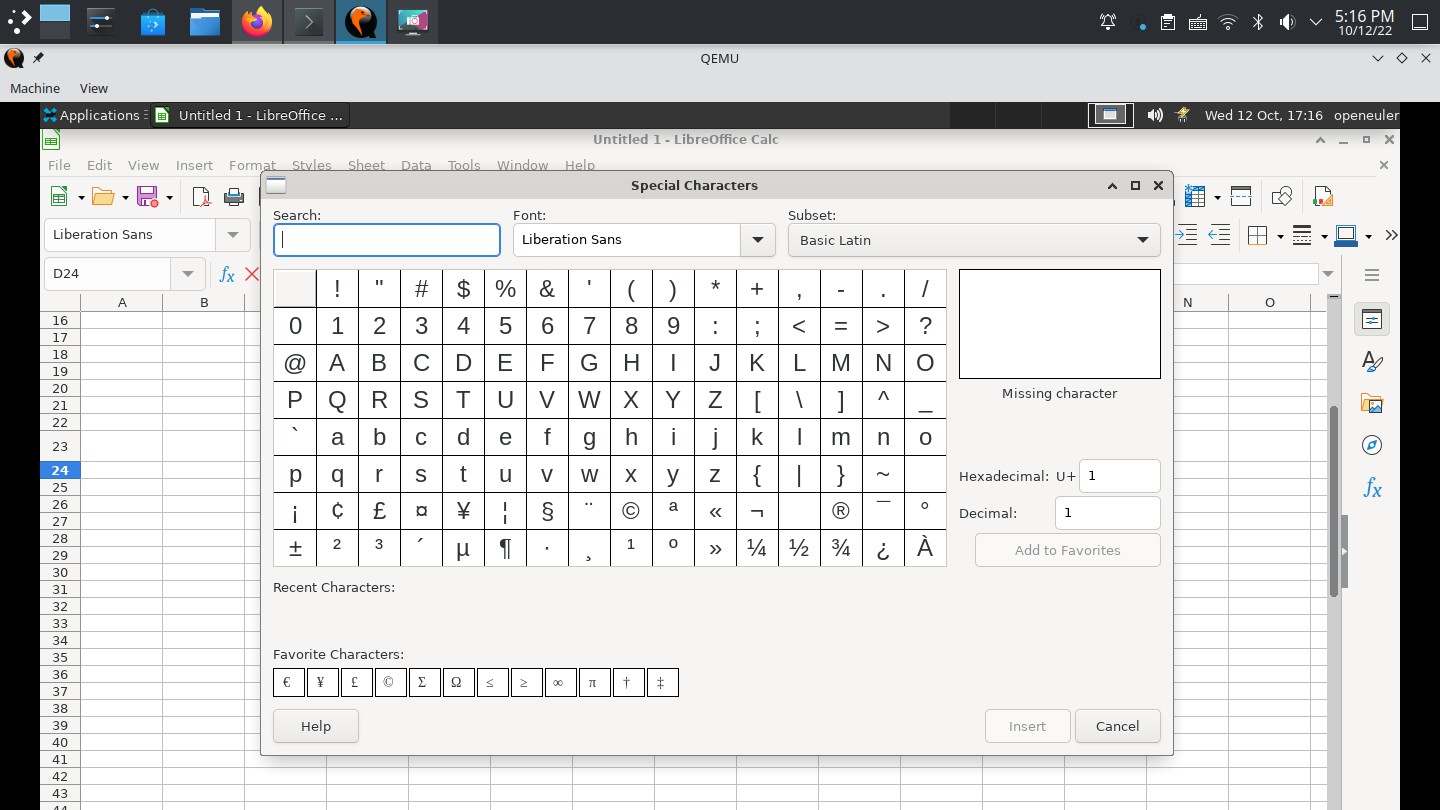 5:16 PM
10/12/22
QEMU
Machine View
Applications Untitled 1 - LibreOffice ... Wed 12 Oct, 17:16 openeuler
Untitled 1 - LibreOffice Calc
File Edit View Insert Format Styles Sheet Data Tools Window Help
Special Characters
Search: Font: Subset:
Liberation Sans
Liberation Sans
Basic Latin
D24
A B N O
16
17
18
19
20
21
22
23
24
25
26
27
28
29
30
31
32
33
34
35
36
37
38
39
40
41
42
43
44
! " # $ % & ' ( ) * + , - . /
0 1 2 3 4 5 6 7 8 9 : ; < = > ?
@ A B C D E F G H I J K L M N O
P Q R S T U V W X Y Z [ \ ] ^ _
` a b c d e f g h i j k l m n o
p q r s t u v w x y z { | } ~
¡ ¢ £ ¤ ¥ ¦ § ¨ © ª « ¬ ® ¯ °
± ² ³ ´ µ ¶ · ¸ ¹ º » ¼ ½ ¾ ¿ À
Missing character
Hexadecimal: U+ 1
Decimal: 1
Add to Favorites
Recent Characters:
Favorite Characters:
€ ¥ £ © Σ Ω ≤ ≥ ∞ π † ‡
Help Insert Cancel